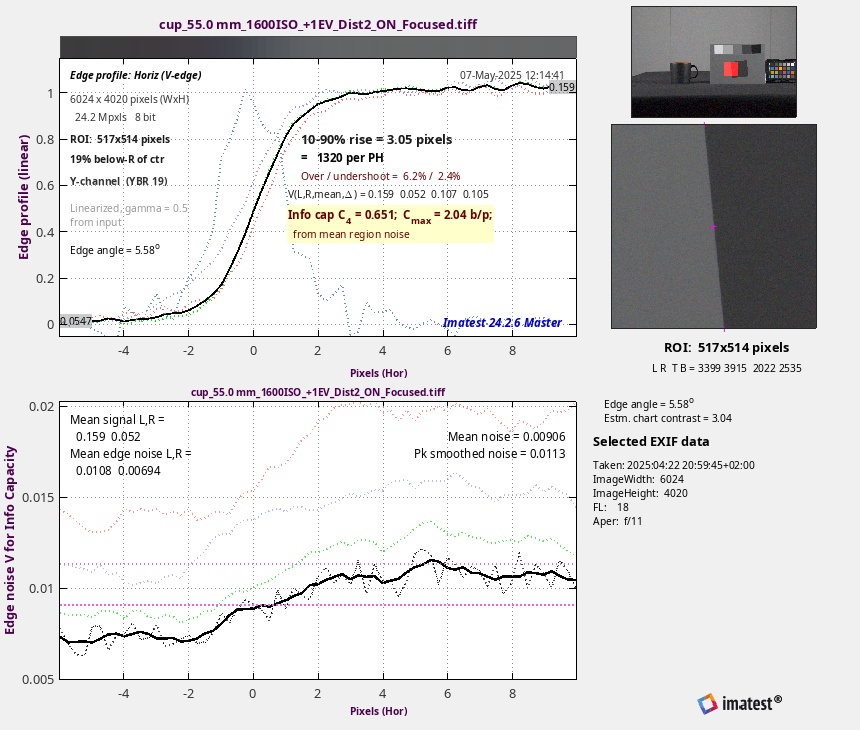 cup_55.0 mm_1600ISO_+1EV_Dist2_ON_Focused.tiff
Edge profile: Horiz (V-edge)
07-May-2025 12:14:41
0.159
6024 x 4020 pixels (WxH)
24.2 Mpxls 8 bit
ROI: 517x514 pixels
19% below-R of ctr
Y-channel (YBR 19)
Linearized, gamma = 0.5
from input
Edge angle = 5.58°
10-90% rise = 3.05 pixels
= 1320 per PH
Over / undershoot = 6.2% / 2.4%
V(L,R,mean,Δ) = 0.159 0.052 0.107 0.105
Info cap C4 = 0.651; Cmax = 2.04 b/p;
from mean region noise
0.0547
Imatest 24.2.6 Master
Edge profile (linear)
1
0.8
0.6
0.4
0.2
0
-4 -2 0 2 4 6 8
Pixels (Hor)
cup_55.0 mm_1600ISO_+1EV_Dist2_ON_Focused.tiff
Mean signal L,R =
0.159 0.052
Mean edge noise L,R =
0.0108 0.00694
Mean noise = 0.00906
Pk smoothed noise = 0.0113
Edge noise V for Info Capacity
0.02
0.015
0.01
0.005
-4 -2 0 2 4 6 8
Pixels (Hor)
ROI: 517x514 pixels
L R T B = 3399 3915 2022 2535
Edge angle = 5.58°
Estm. chart contrast = 3.04
Selected EXIF data
Taken: 2025:04:22 20:59:45+02:00
ImageWidth: 6024
ImageHeight: 4020
FL: 18
Aper: f/11
imatest®